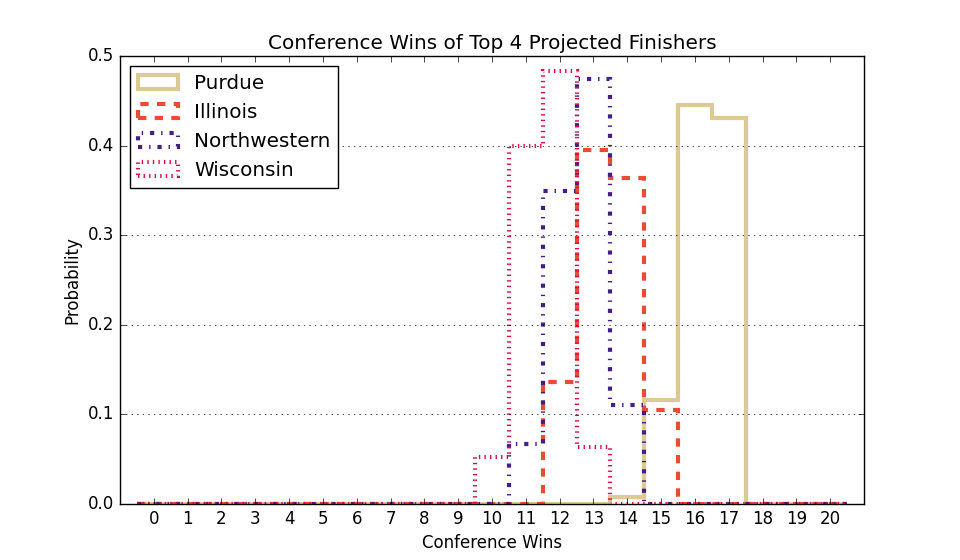 Conference Wins of Top 4 Projected Finishers
0.5
Purdue
Illinois
Northwestern
Wisconsin
0.4
0.3
0.2
0.1
0.0
Probability
0 1 2 3 4 5 6 7 8 9 10 11 12 13 14 15 16 17 18 19 20
Conference Wins